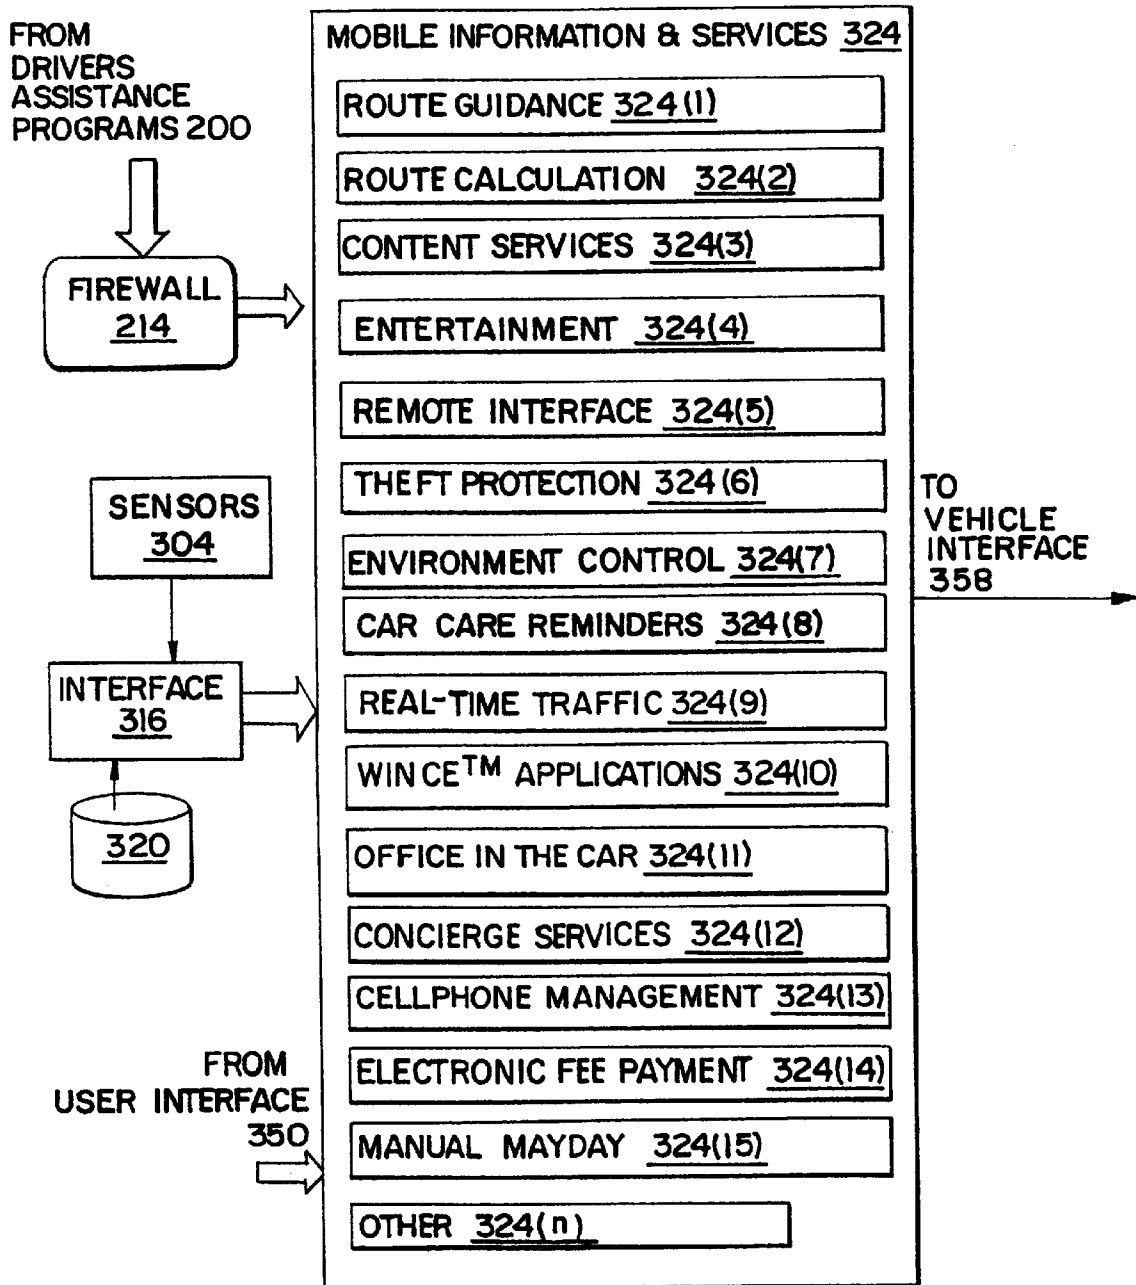 FROM
DRIVERS
ASSISTANCE
PROGRAMS 200
FIREWALL
214
SENSORS
304
INTERFACE
316
320
FROM
USER INTERFACE
350
MOBILE INFORMATION & SERVICES 324
ROUTE GUIDANCE 324(1)
ROUTE CALCULATION 324(2)
CONTENT SERVICES 324(3)
ENTERTAINMENT 324(4)
REMOTE INTERFACE 324(5)
THEFT PROTECTION 324(6)
ENVIRONMENT CONTROL 324(7)
CAR CARE REMINDERS 324(8)
REAL-TIME TRAFFIC 324(9)
WIN CE™ APPLICATIONS 324(10)
OFFICE IN THE CAR 324(11)
CONCIERGE SERVICES 324(12)
CELLPHONE MANAGEMENT 324(13)
ELECTRONIC FEE PAYMENT 324(14)
MANUAL MAYDAY 324(15)
OTHER 324(n)
TO
VEHICLE
INTERFACE
358